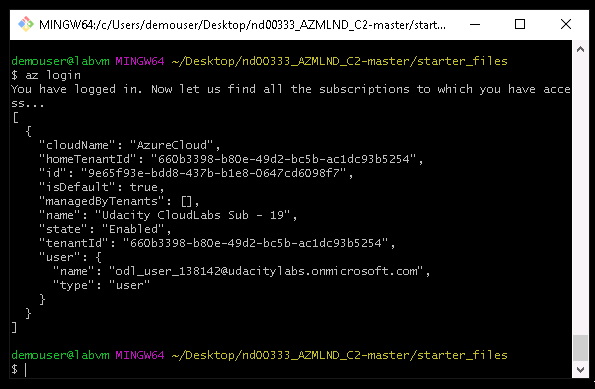 MINGW64:/c/Users/demouser/Desktop/nd00333_AZMLND_C2-master/start...
demouser@labvm MINGW64 ~/Desktop/nd00333_AZMLND_C2-master/starter_files
$ az login
You have logged in. Now let us find all the subscriptions to which you have acce
ss...
[
  {
    "cloudName": "AzureCloud",
    "homeTenantId": "660b3398-b80e-49d2-bc5b-ac1dc93b5254",
    "id": "9e65f93e-bdd8-437b-b1e8-0647cd6098f7",
    "isDefault": true,
    "managedByTenants": [],
    "name": "Udacity CloudLabs Sub - 19",
    "state": "Enabled",
    "tenantId": "660b3398-b80e-49d2-bc5b-ac1dc93b5254",
    "user": {
      "name": "odl_user_138142@udacitylabs.onmicrosoft.com",
      "type": "user"
    }
  }
]
demouser@labvm MINGW64 ~/Desktop/nd00333_AZMLND_C2-master/starter_files
$